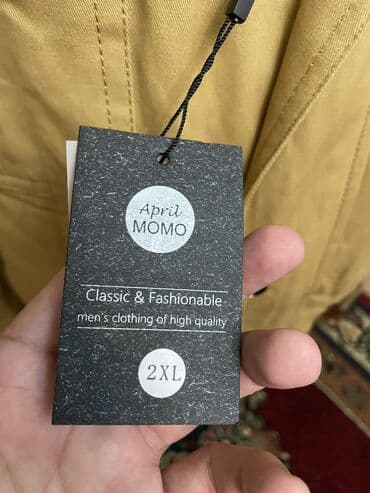 April
MOMO
Classic & Fashionable
men's clothing of high quality
2XL